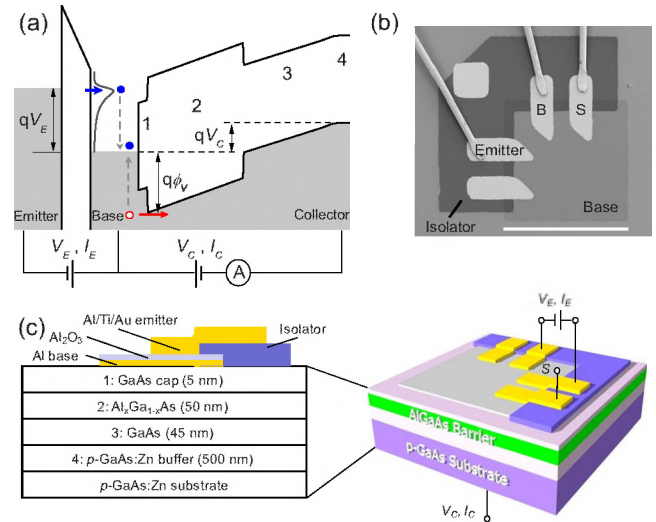 (a)
qV_E
1
2
3
4
qV_C
qϕ_v
Emitter
Base
Collector
V_E , I_E
V_C , I_C
A
(b)
B
S
Emitter
Base
Isolator
(c)
Al/Ti/Au emitter
Al₂O₃
Isolator
Al base
1: GaAs cap (5 nm)
2: AlₓGa₁₋ₓAs (50 nm)
3: GaAs (45 nm)
4: p-GaAs:Zn buffer (500 nm)
p-GaAs:Zn substrate
V_E, I_E
S
AlGaAs Barrier
p-GaAs Substrate
V_C, I_C